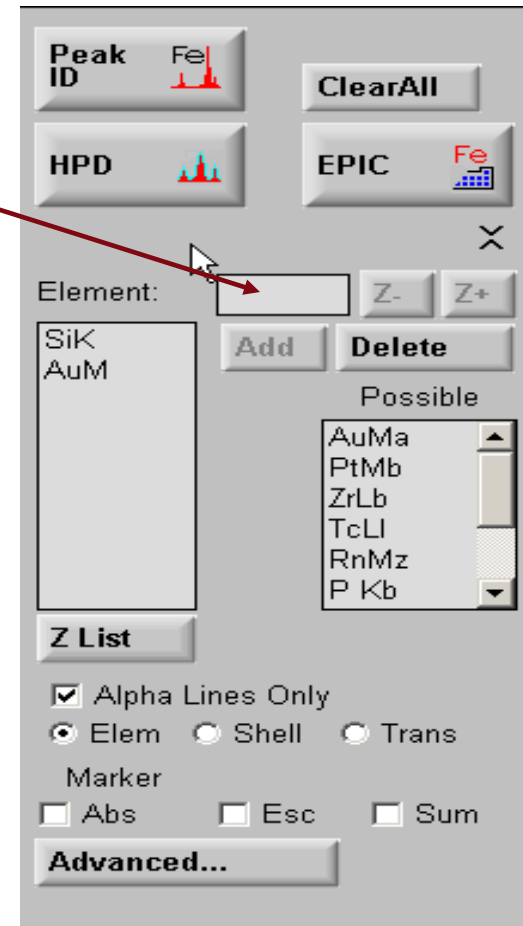 Peak ID Fe
ClearAll
HPD
EPIC Fe
Element:
Z- Z+
SiK
AuM
Add Delete
Possible
AuMa
PtMb
ZrLb
TcLl
RnMz
P Kb
Z List
Alpha Lines Only
Elem Shell Trans
Marker
Abs Esc Sum
Advanced...